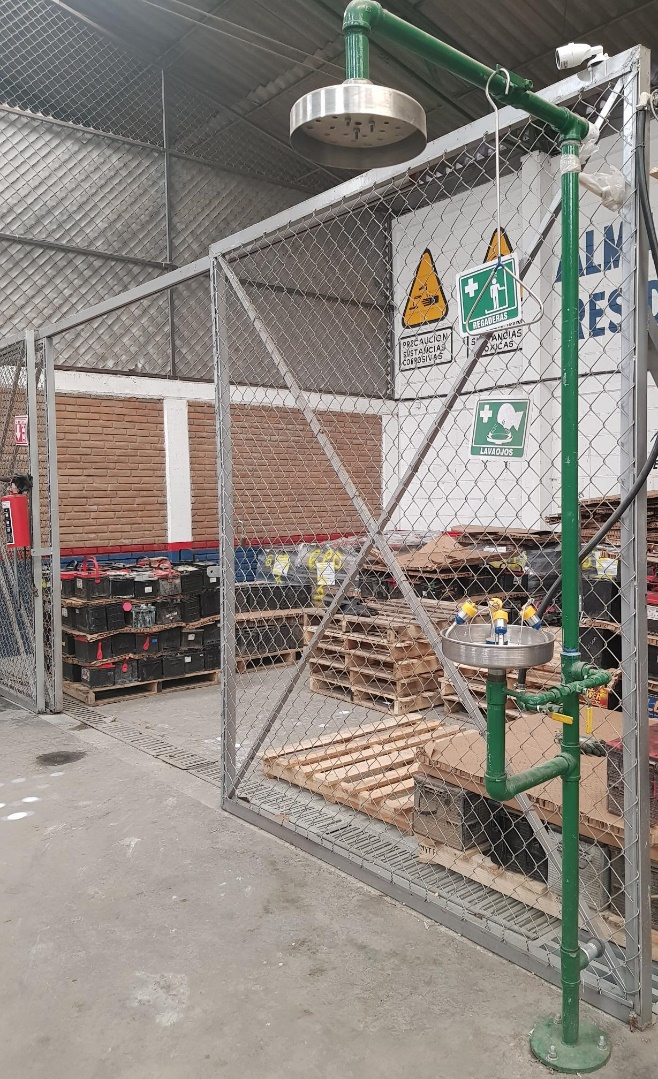 ALM
RES
PRECAUCION
SUSTANCIAS
CORROSIVAS
SUSTANCIAS
TOXICAS
REGADERAS
LAVAOJOS